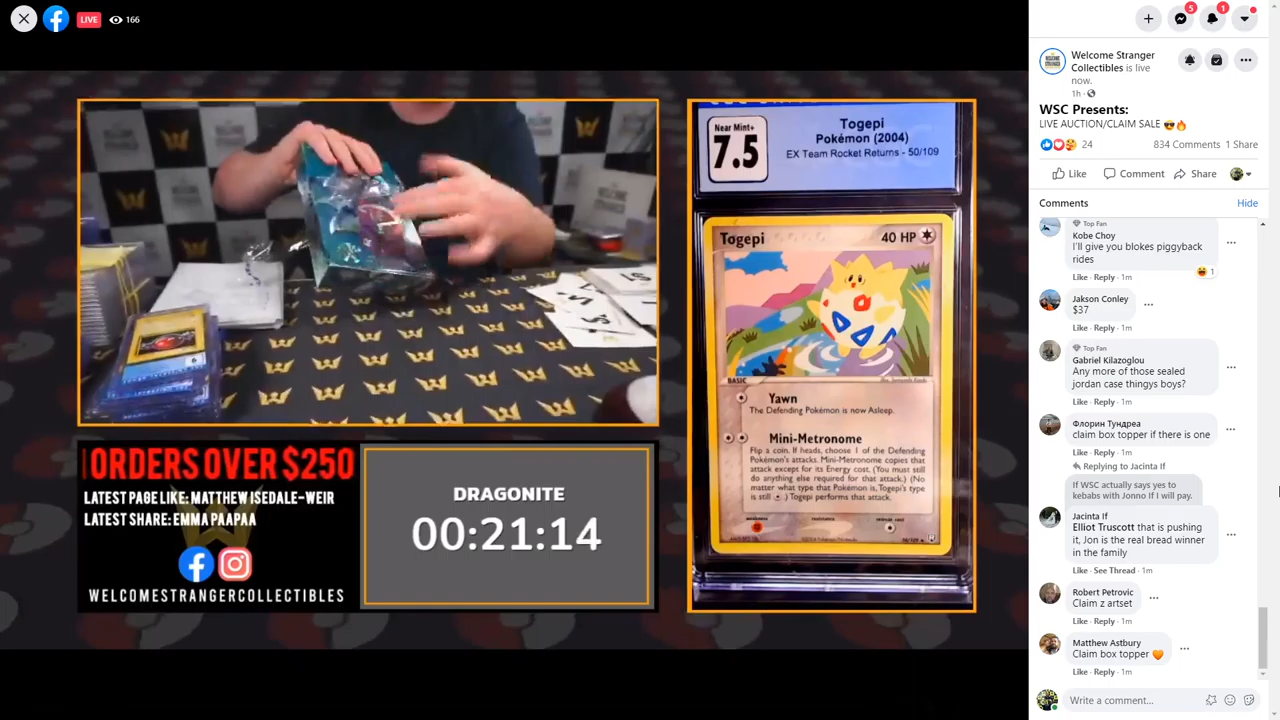 LIVE
166
ORDERS OVER $250
LATEST PAGE LIKE: MATTHEW ISEDALE-WEIR
LATEST SHARE: EMMA PAAPAA
WELCOMESTRANGERCOLLECTIBLES
DRAGONITE
00:21:14
Near Mint+
7.5
Togepi
Pokémon (2004)
EX Team Rocket Returns - 50/109
Togepi
40 HP
BASIC
Yawn
The Defending Pokémon is now Asleep.
Mini-Metronome
Flip a coin. If heads, choose 1 of the Defending
Pokémon's attacks. Mini-Metronome copies that
attack except for its Energy cost. (You must still
do anything else required for that attack.) (No
matter what type that Pokémon is, Togepi's type
is still .) Togepi performs that attack.
weakness
resistance
retreat cost
5
1
Welcome Stranger
Collectibles is live
now.
1h
WSC Presents:
LIVE AUCTION/CLAIM SALE 😎🔥
24
834 Comments 1 Share
Like
Comment
Share
Comments
Hide
Top Fan
Kobe Choy
I'll give you blokes piggyback
rides
1
Like · Reply · 1m
Jakson Conley
$37
Like · Reply · 1m
Top Fan
Gabriel Kilazoglou
Any more of those sealed
jordan case thingys boys?
Like · Reply · 1m
Флорин Тундреа
claim box topper if there is one
Like · Reply · 1m
Replying to Jacinta If
If WSC actually says yes to
kebabs with Jonno If I will pay.
Jacinta If
Elliot Truscott that is pushing
it, Jon is the real bread winner
in the family
Like · See Thread · 1m
Robert Petrovic
Claim z artset
Like · Reply · 1m
Matthew Astbury
Claim box topper 🧡
Like · Reply · 1m
Write a comment...